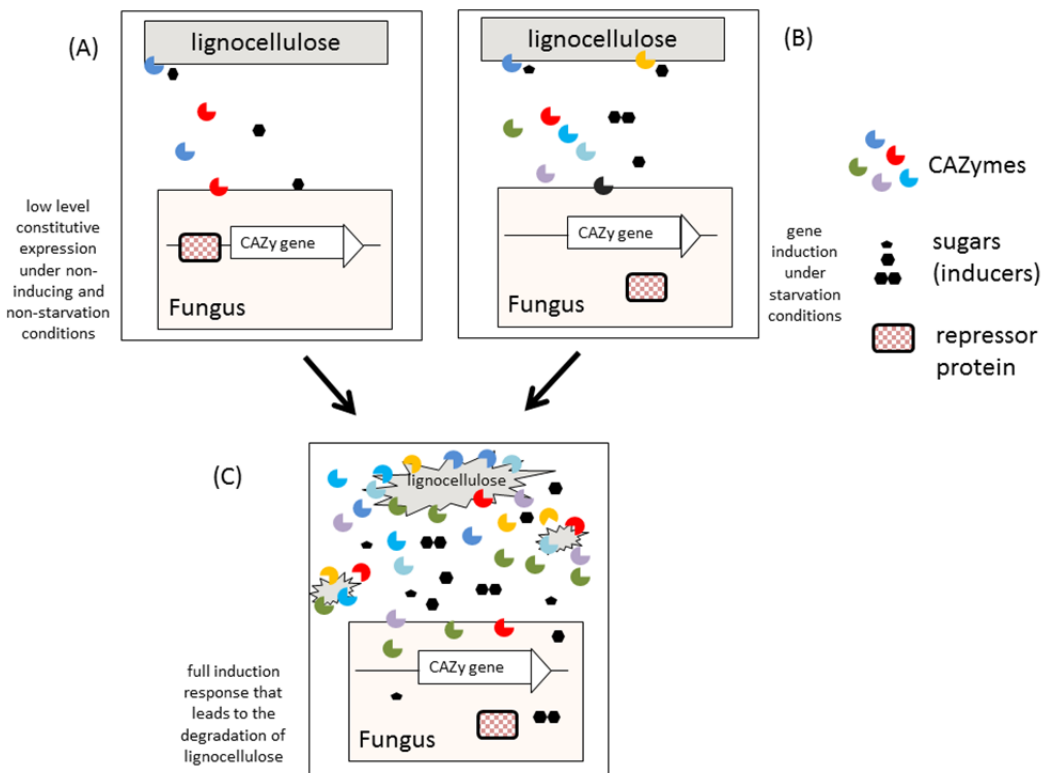 (A)
lignocellulose
low level
constitutive
expression
under non-
inducing and
non-starvation
conditions
CAZy gene
Fungus
lignocellulose
(B)
CAZy gene
Fungus
gene
induction
under
starvation
conditions
CAZymes
sugars
(inducers)
repressor
protein
(C)
lignocellulose
full induction
response that
leads to the
degradation of
lignocellulose
CAZy gene
Fungus